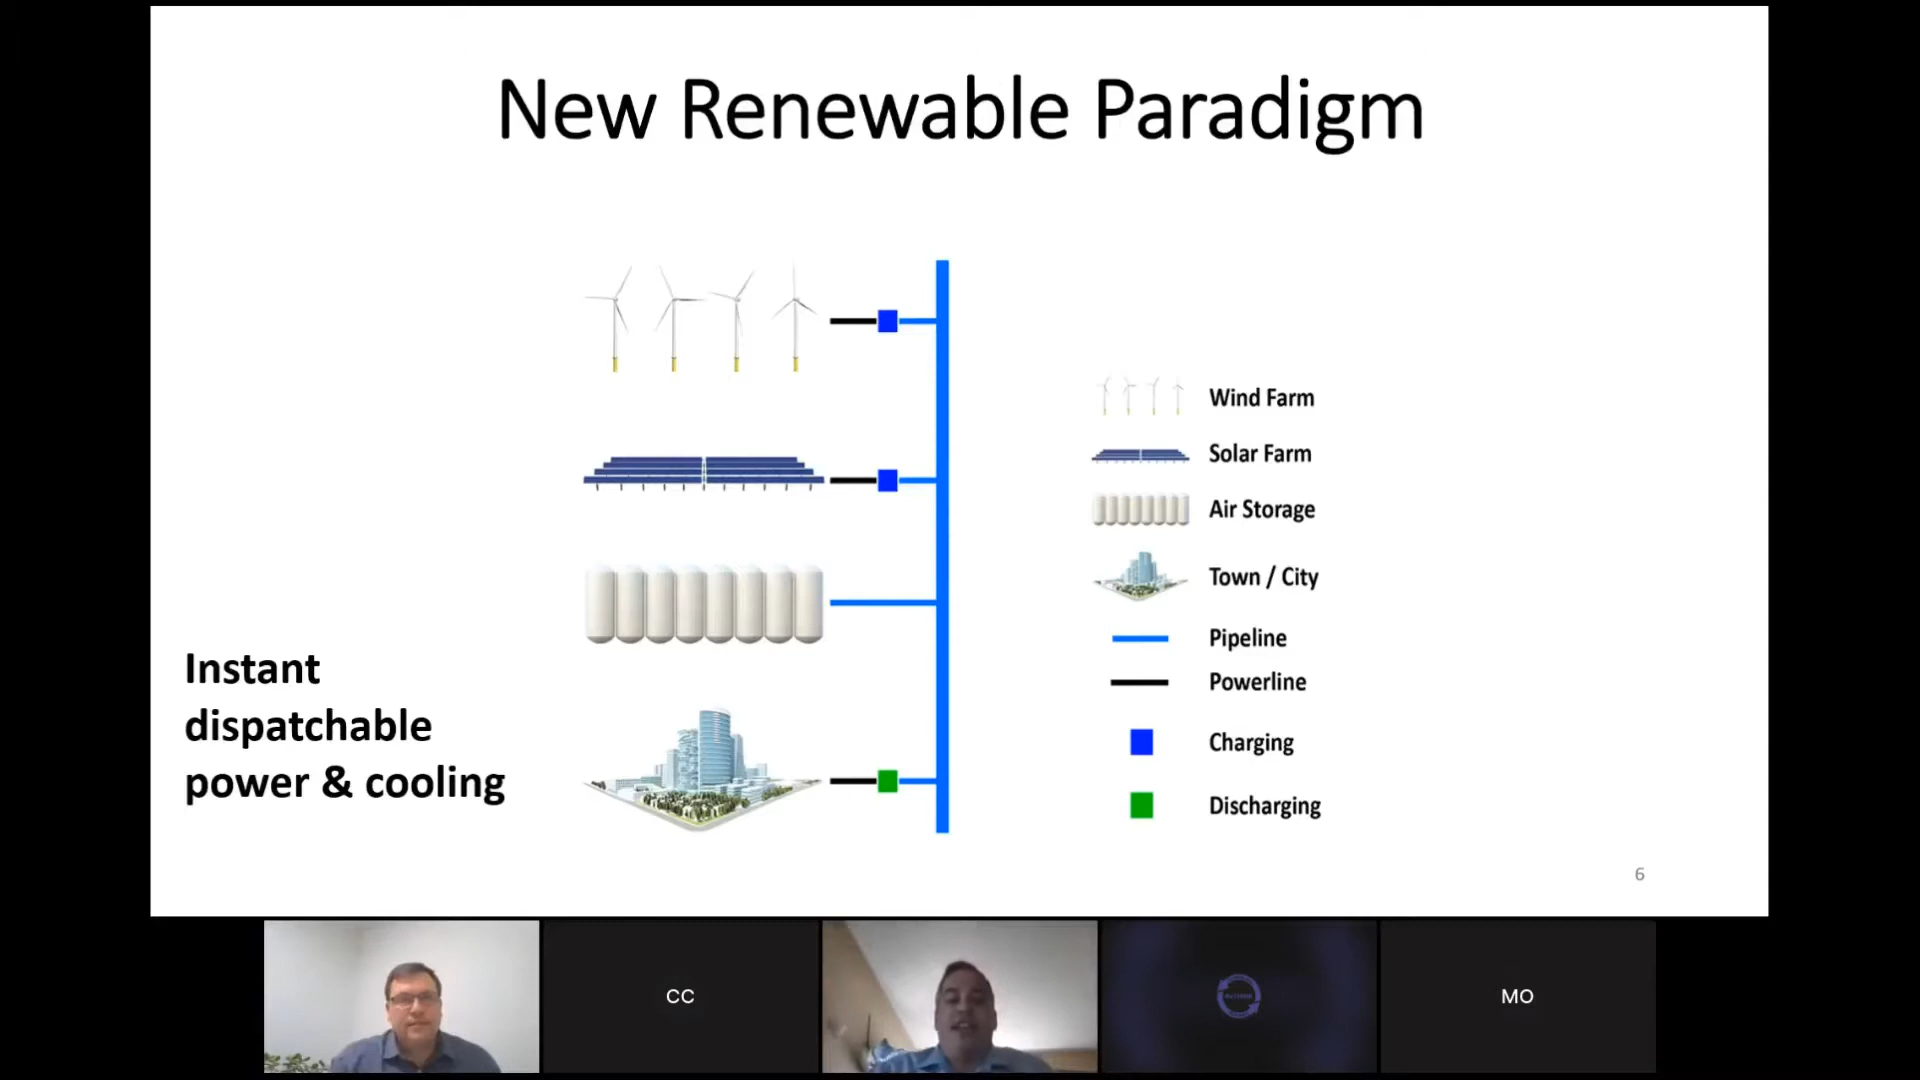 New Renewable Paradigm
Wind Farm
Solar Farm
Air Storage
Town / City
Pipeline
Powerline
Charging
Discharging
Instant
dispatchable
power & cooling
6
CC
MO